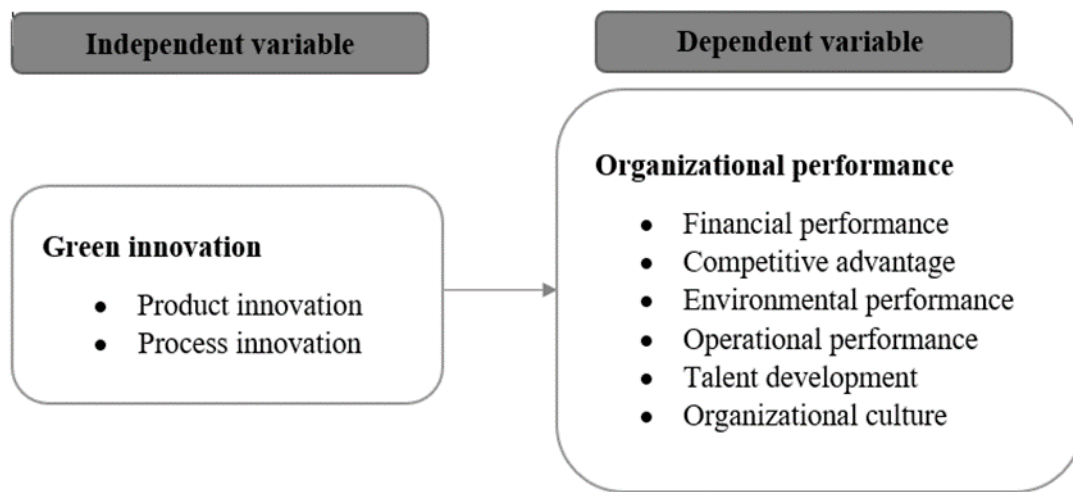 Independent variable
Dependent variable
Green innovation
• Product innovation
• Process innovation
Organizational performance
• Financial performance
• Competitive advantage
• Environmental performance
• Operational performance
• Talent development
• Organizational culture